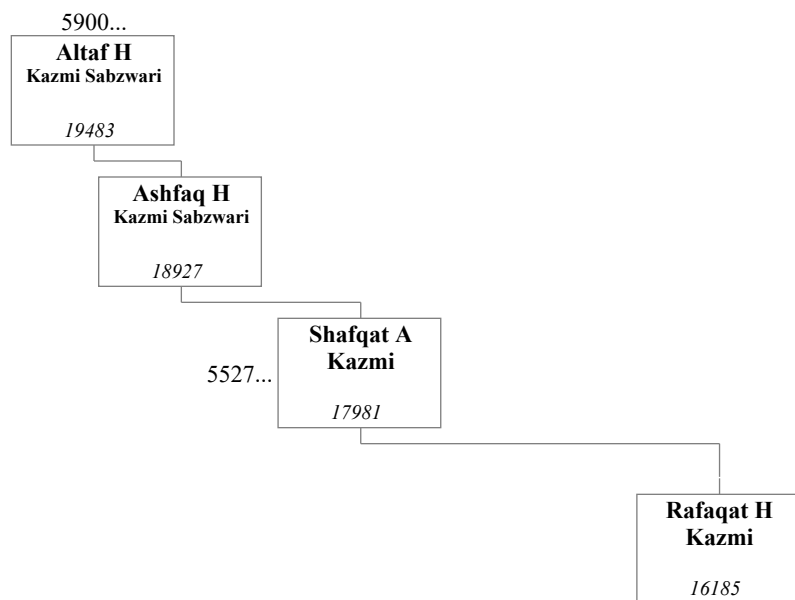 5900...
Altaf H
Kazmi Sabzwari
19483
Ashfaq H
Kazmi Sabzwari
18927
Shafqat A
Kazmi
5527...
17981
Rafaqat H
Kazmi
16185